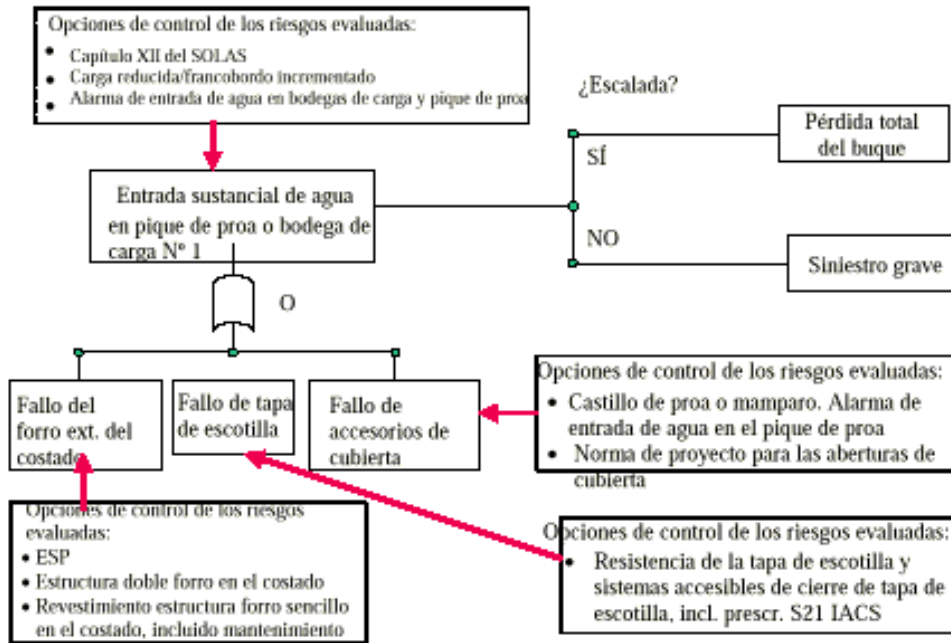 Opciones de control de los riesgos evaluadas:
• Capítulo XII del SOLAS
• Carga reducida/francobordo incrementado
• Alarma de entrada de agua en bodegas de carga y pique de proa
¿Escalada?
Pérdida total
del buque
SÍ
Entrada sustancial de agua
en pique de proa o bodega de
carga Nº 1
NO
Siniestro grave
O
Fallo del
forro ext. del
costado
Fallo de tapa
de escotilla
Fallo de
accesorios de
cubierta
Opciones de control de los riesgos evaluadas:
• Castillo de proa o mamparo. Alarma de
entrada de agua en el pique de proa
• Norma de proyecto para las aberturas de
cubierta
Opciones de control de los riesgos
evaluadas:
• ESP
• Estructura doble forro en el costado
• Revestimiento estructura forro sencillo
en el costado, incluido mantenimiento
Opciones de control de los riesgos evaluadas:
• Resistencia de la tapa de escotilla y
sistemas accesibles de cierre de tapa de
escotilla, incl. prescr. S21 IACS